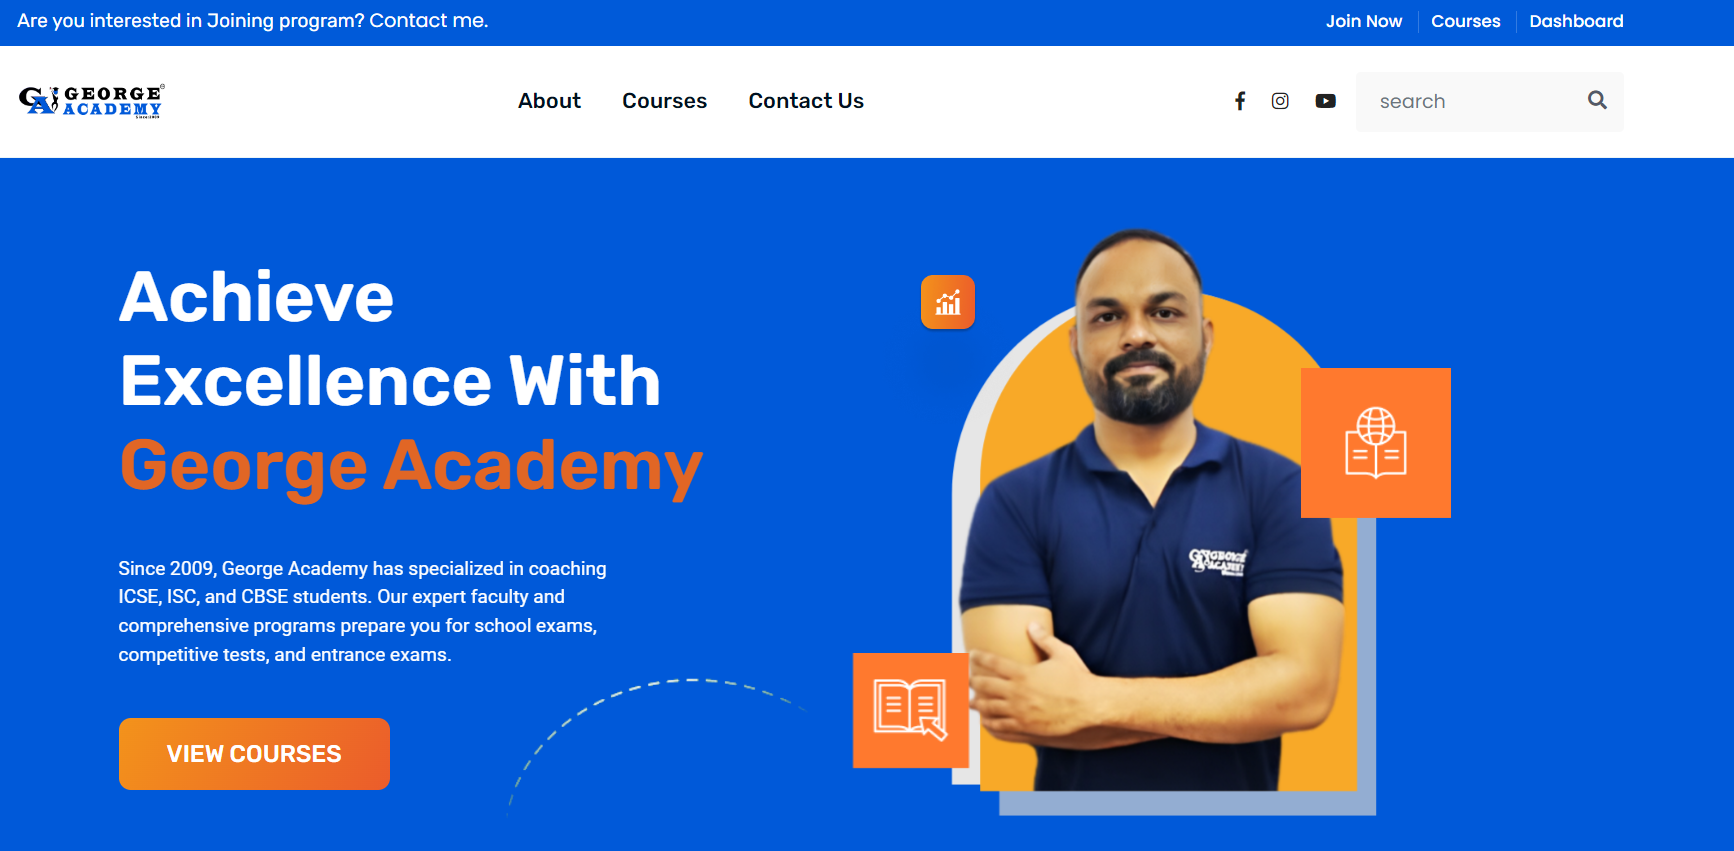 Are you interested in Joining program? Contact me.
Join Now
Courses
Dashboard
GEORGE
ACADEMY
About
Courses
Contact Us
search
Achieve
Excellence With
George Academy
Since 2009, George Academy has specialized in coaching
ICSE, ISC, and CBSE students. Our expert faculty and
comprehensive programs prepare you for school exams,
competitive tests, and entrance exams.
VIEW COURSES
GEORGE
ACADEMY